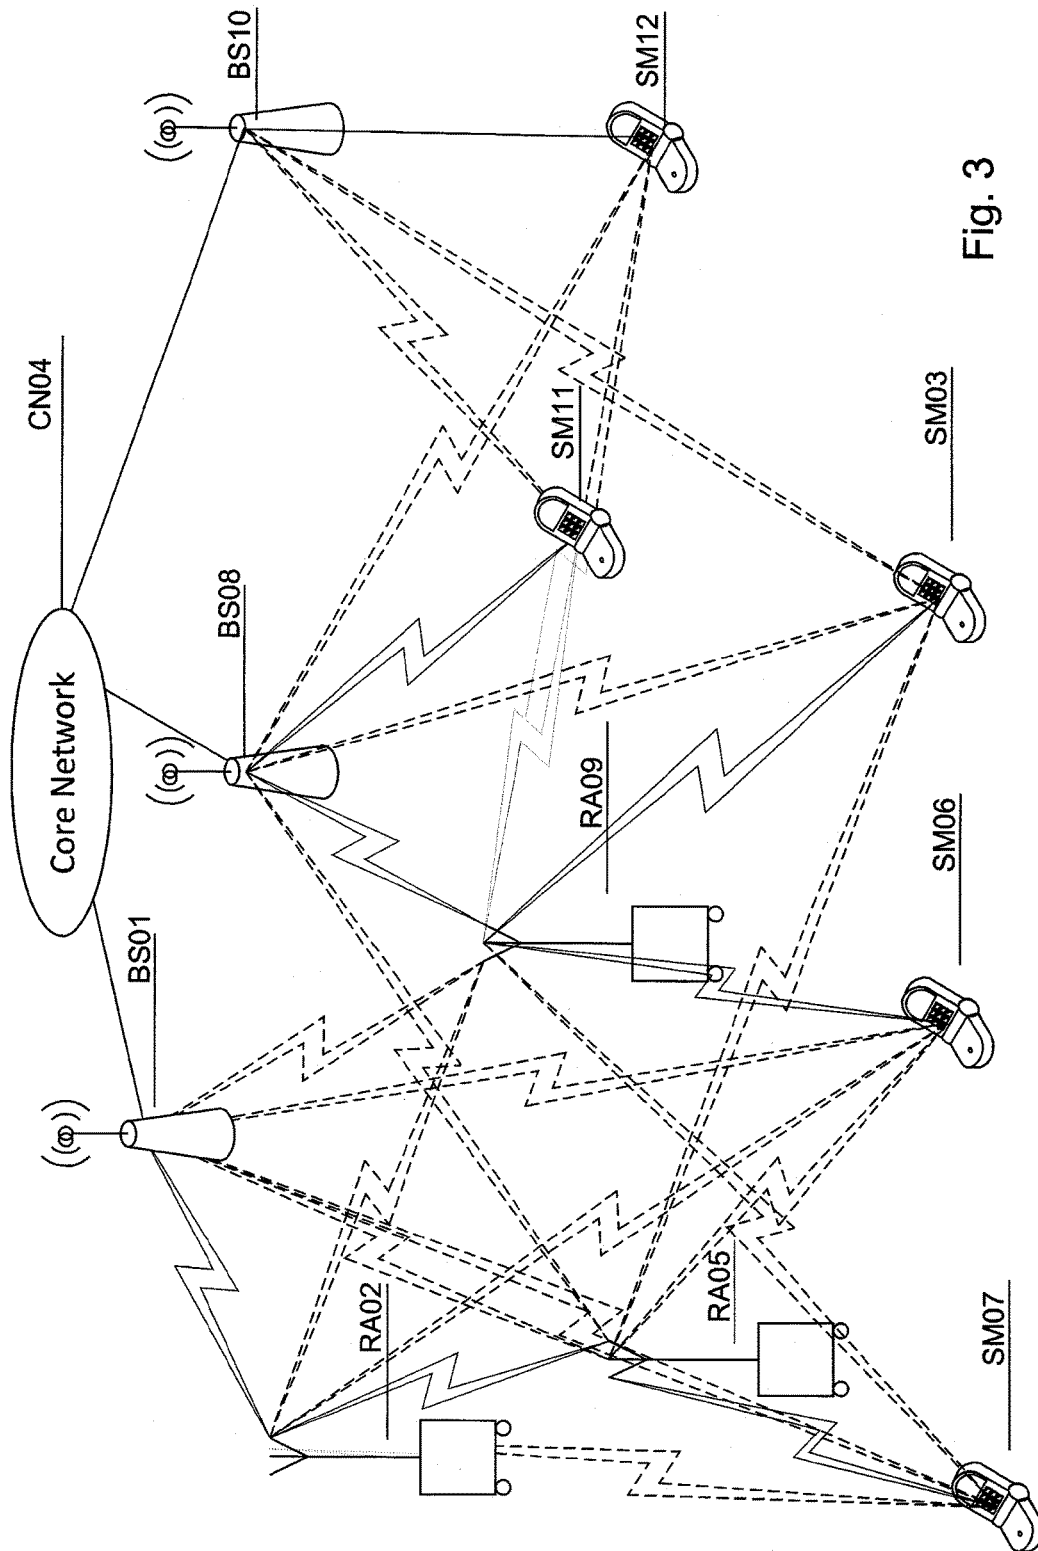 Core Network
CN04
BS01
BS08
BS10
RA02
RA05
RA09
SM11
SM12
SM07
SM06
SM03
Fig. 3